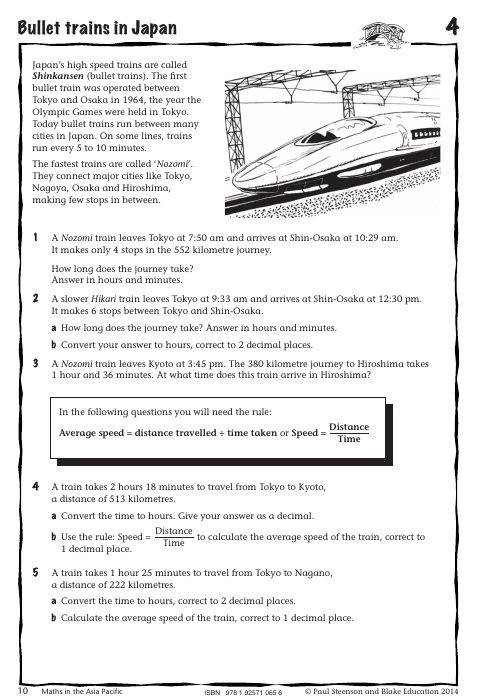 Bullet trains in Japan
4
Japan's high speed trains are called
Shinkansen (bullet trains). The first
bullet train was operated between
Tokyo and Osaka in 1964, the year the
Olympic Games were held in Tokyo.
Today bullet trains run between many
cities in Japan. On some lines, trains
run every 5 to 10 minutes.
The fastest trains are called 'Nozomi'.
They connect major cities like Tokyo,
Nagoya, Osaka and Hiroshima,
making few stops in between.
1 A Nozomi train leaves Tokyo at 7:50 am and arrives at Shin-Osaka at 10:29 am.
It makes only 4 stops in the 552 kilometre journey.
How long does the journey take?
Answer in hours and minutes.
2 A slower Hikari train leaves Tokyo at 9:33 am and arrives at Shin-Osaka at 12:30 pm.
It makes 6 stops between Tokyo and Shin-Osaka.
a How long does the journey take? Answer in hours and minutes.
b Convert your answer to hours, correct to 2 decimal places.
3 A Nozomi train leaves Kyoto at 3:45 pm. The 380 kilometre journey to Hiroshima takes
1 hour and 36 minutes. At what time does this train arrive in Hiroshima?
In the following questions you will need the rule:
Average speed = distance travelled ÷ time taken or Speed = Distance
Time
4 A train takes 2 hours 18 minutes to travel from Tokyo to Kyoto,
a distance of 513 kilometres.
a Convert the time to hours. Give your answer as a decimal.
b Use the rule: Speed = Distance
Time to calculate the average speed of the train, correct to
1 decimal place.
5 A train takes 1 hour 25 minutes to travel from Tokyo to Nagano,
a distance of 222 kilometres.
a Convert the time to hours, correct to 2 decimal places.
b Calculate the average speed of the train, correct to 1 decimal place.
10 Maths in the Asia Pacific ISBN 978 1 92571 065 6 © Paul Steenson and Blake Education 2014